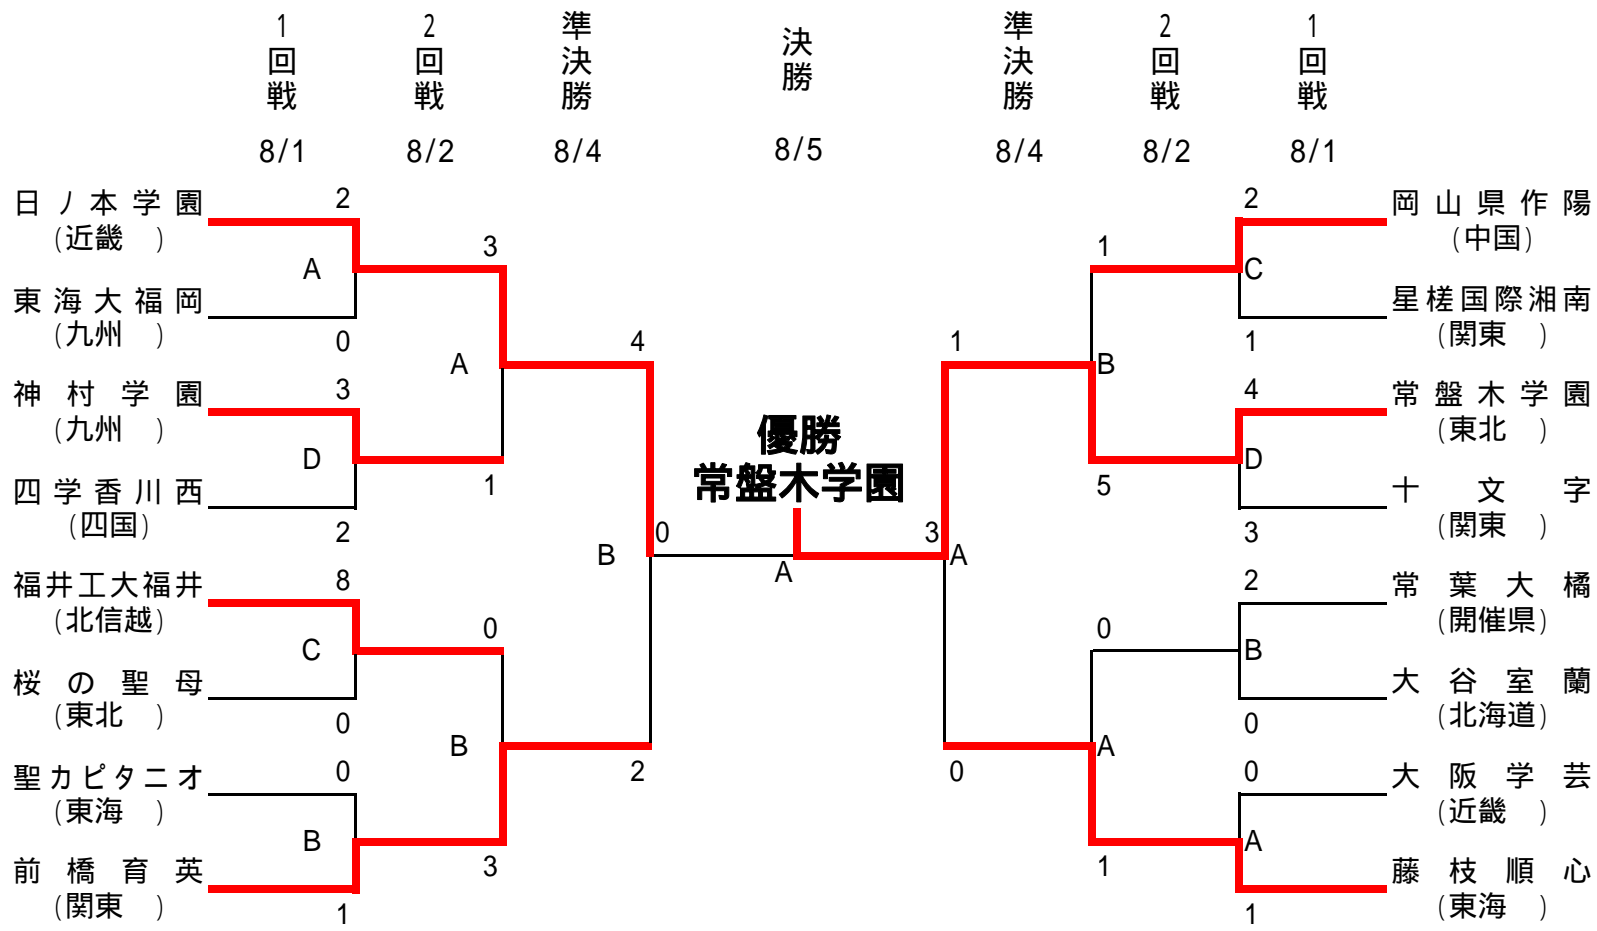 1回戦 2回戦 準決勝 決勝 準決勝 2回戦 1回戦
8/1 8/2 8/4 8/5 8/4 8/2 8/1
日ノ本学園 2 2 岡山県作陽
(近畿 ) (中国)
3 1
A C
東海大福岡 星槎国際湘南
(九州 ) 0 1 (関東 )
4 1
A B
神村学園 3 4 常盤木学園
(九州 ) (東北 )
優勝
D D
常盤木学園
1 5
四学香川西 十文字
(四国) 2 3 (関東 )
0 3
B A A
福井工大福井 8 2 常葉大橘
(北信越) (開催県)
0 0
C B
桜の聖母 大谷室蘭
(東北 ) 0 0 (北海道)
B A
2 0
聖カピタニオ 0 0 大阪学芸
(東海 ) (近畿 )
B A
3 1
前橋育英 藤枝順心
(関東 ) 1 1 (東海 )